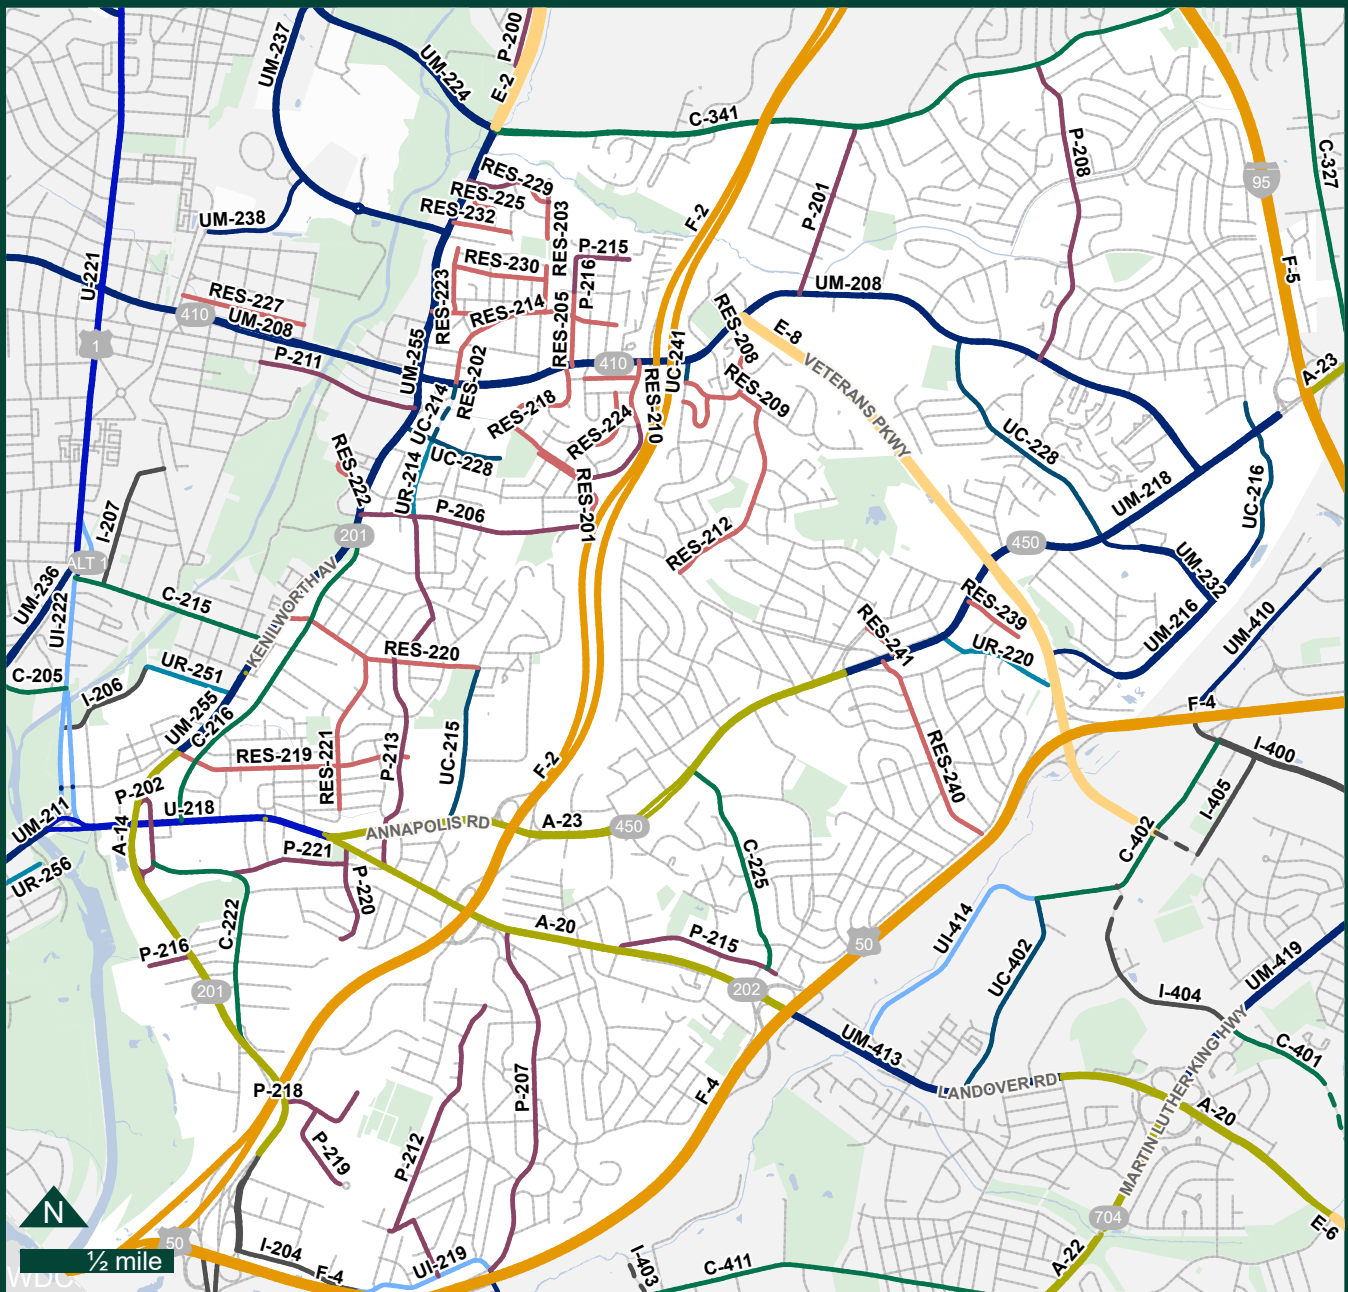 P-200
UM-237
UM-224
E-2
C-341
P-208
C-327
95
RES-229
RES-225
RES-232
RES-203
P-201
F-2
UM-238
P-215
U-221
RES-230
P-216
F-5
RES-223
UM-208
RES-227
RES-214
410
UM-208
RES-205
RES-208
E-8
1
P-211
UM-255
410
UC-241
VETERANS PKWY
A-23
RES-202
RES-210
RES-209
UC-214
RES-218
RES-224
UC-228
RES-222
UC-228
UR-214
UM-218
UC-216
I-207
P-206
RES-201
201
RES-212
450
ALT 1
UM-236
UI-222
C-215
KENILWORTH AV
UM-232
RES-239
UM-216
UM-410
RES-220
RES-241
UR-220
C-205
UR-251
I-206
UM-255
C-216
F-4
RES-219
RES-221
P-213
UC-215
F-2
RES-240
I-400
P-202
U-218
I-405
UM-211
A-14
ANNAPOLIS RD
A-23
450
C-402
P-221
UR-256
P-220
C-225
C-222
A-20
P-215
UI-414
P-216
50
UC-402
UM-419
201
202
I-404
UM-413
C-401
LANDOVER RD
MARTIN LUTHER KING HWY
P-218
P-207
F-4
A-20
P-219
P-212
N
704
E-6
50
½ mile
I-204
UI-219
I-403
C-411
A-22
F-4
WDC